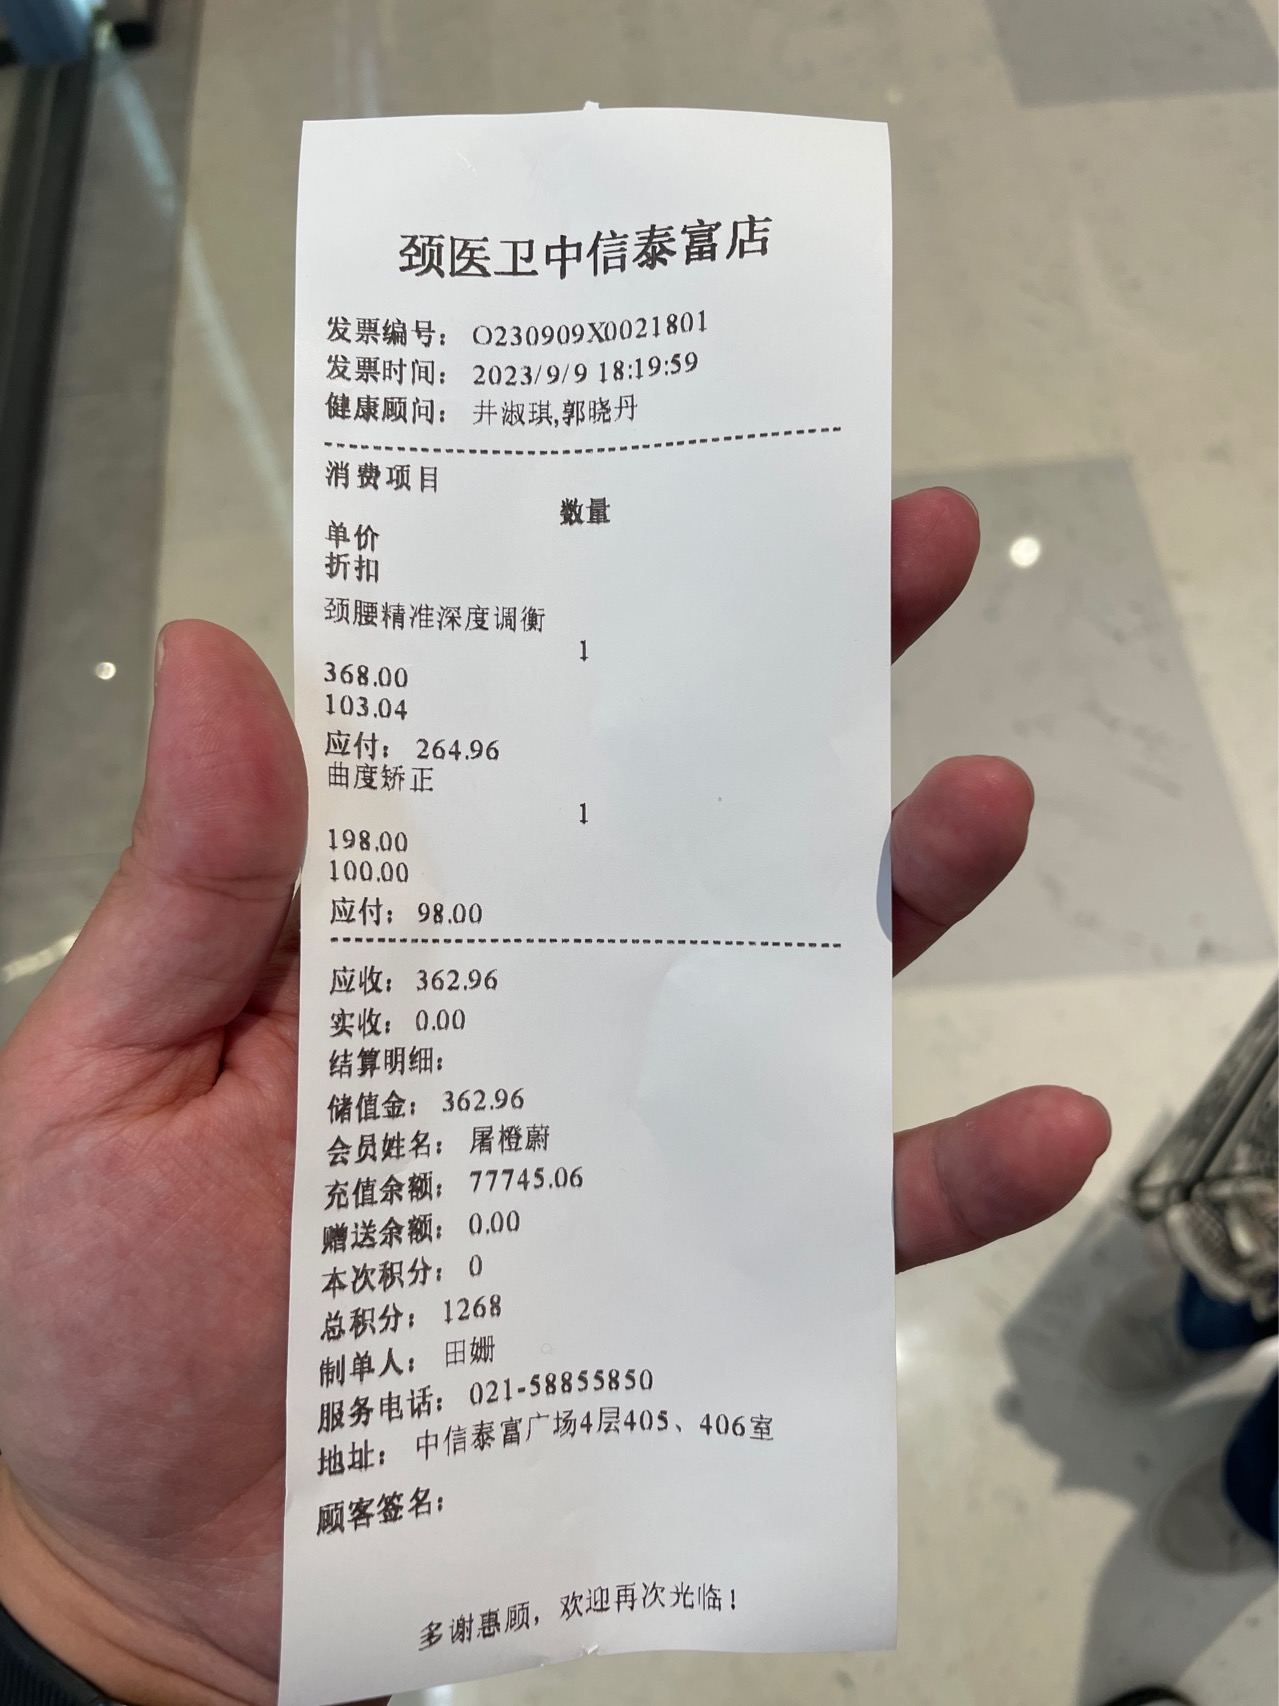 颈医卫中信泰富店
发票编号： O230909X0021801
发票时间： 2023/9/9 18:19:59
健康顾问： 井淑琪,郭晓丹
消费项目
数量
单价
折扣
颈腰精准深度调衡
1
368.00
103.04
应付： 264.96
曲度矫正
1
198.00
100.00
应付： 98.00
应收： 362.96
实收： 0.00
结算明细：
储值金： 362.96
会员姓名： 屠橙蔚
充值余额： 77745.06
赠送余额： 0.00
本次积分： 0
总积分： 1268
制单人： 田姗
服务电话： 021-58855850
地址： 中信泰富广场4层405、406室
顾客签名：
多谢惠顾，欢迎再次光临！